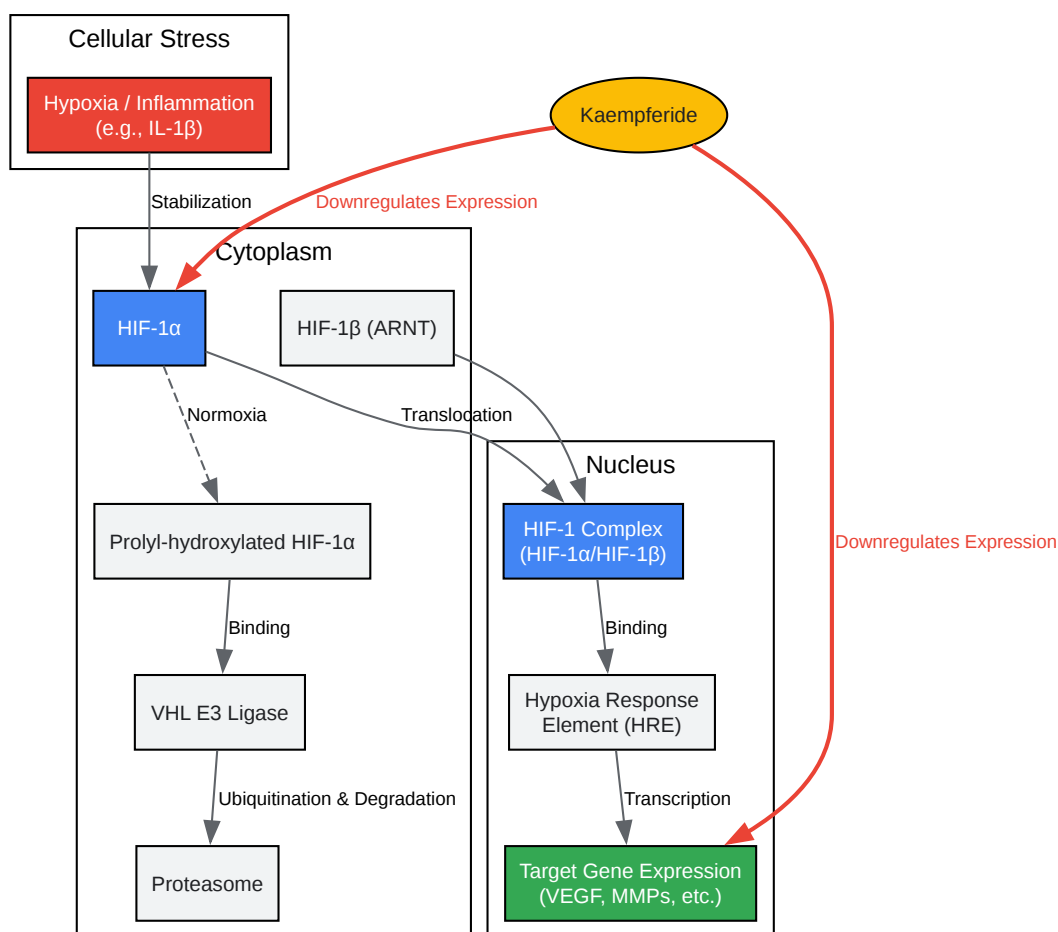 Cellular Stress
Hypoxia / Inflammation
(e.g., IL-1β)
Kaempferide
Stabilization
Downregulates Expression
Cytoplasm
HIF-1α
HIF-1β (ARNT)
Normoxia
Translocation
Nucleus
Prolyl-hydroxylated HIF-1α
HIF-1 Complex
(HIF-1α/HIF-1β)
Downregulates Expression
Binding
Binding
VHL E3 Ligase
Hypoxia Response
Element (HRE)
Ubiquitination & Degradation
Transcription
Proteasome
Target Gene Expression
(VEGF, MMPs, etc.)